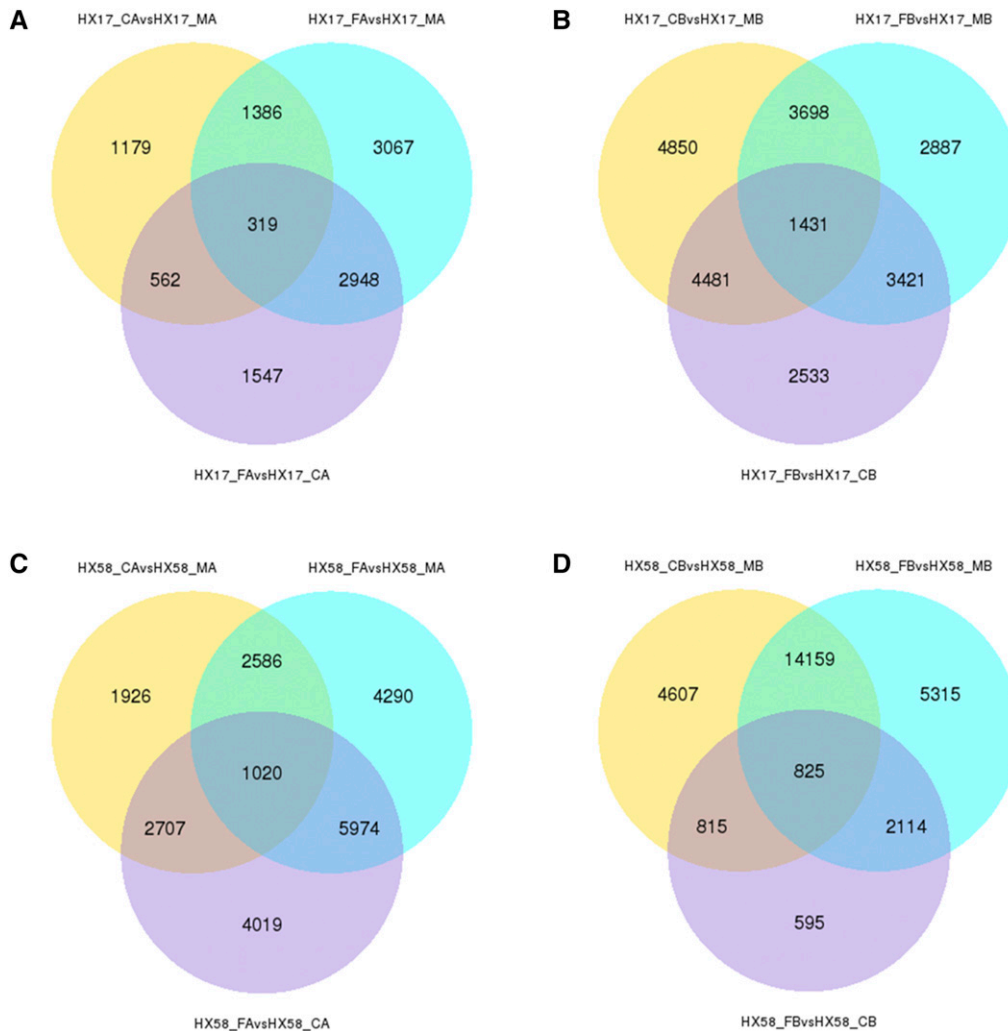 A
HX17_CAvsHX17_MA
HX17_FAvsHX17_MA
1386
1179
3067
319
562
2948
1547
HX17_FAvsHX17_CA
B
HX17_CBvsHX17_MB
HX17_FBvsHX17_MB
3698
4850
2887
1431
4481
3421
2533
HX17_FBvsHX17_CB
C
HX58_CAvsHX58_MA
HX58_FAvsHX58_MA
2586
1926
4290
1020
2707
5974
4019
HX58_FAvsHX58_CA
D
HX58_CBvsHX58_MB
HX58_FBvsHX58_MB
14159
4607
5315
825
815
2114
595
HX58_FBvsHX58_CB